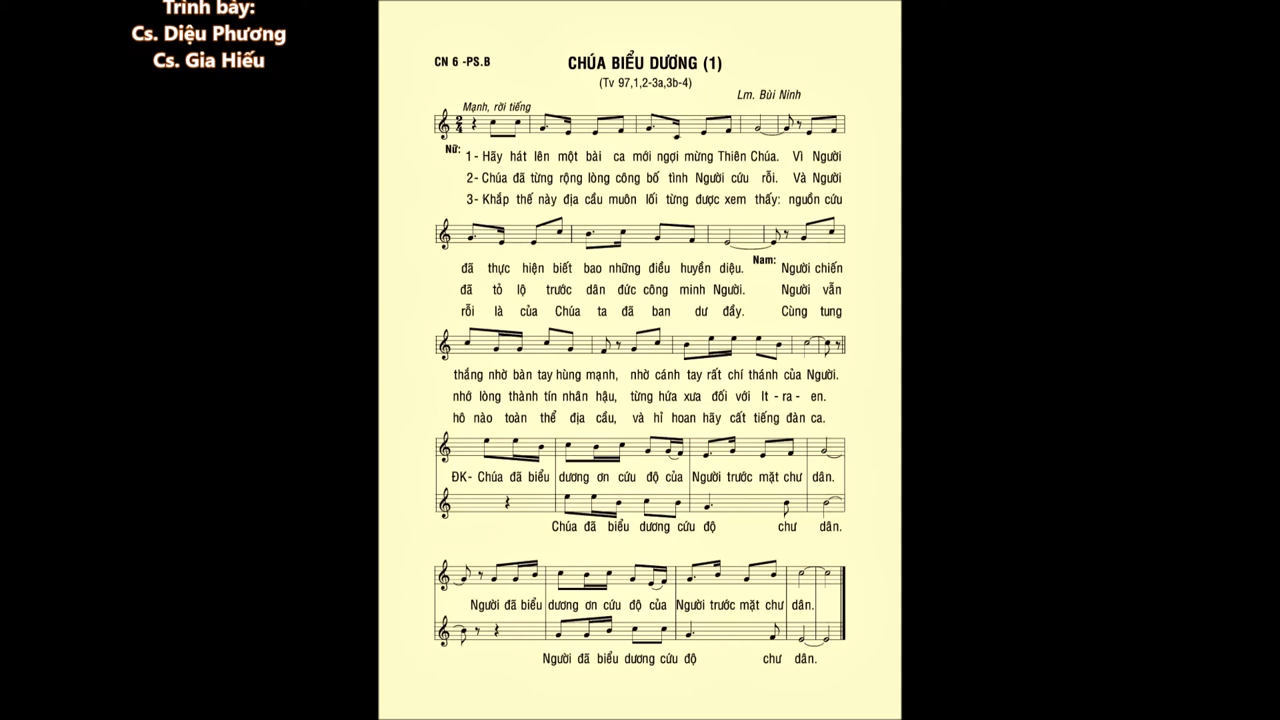 Trình bày:
Cs. Diệu Phương
Cs. Gia Hiếu
CN 6 -PS.B
CHÚA BIỂU DƯƠNG (1)
(Tv 97,1,2-3a,3b-4)
Lm. Bùi Ninh
Mạnh, rời tiếng
Nữ:
1- Hãy hát lên một bài ca mới ngợi mừng Thiên Chúa. Vì Người
2- Chúa đã từng rộng lòng công bố tình Người cứu rỗi. Và Người
3- Khắp thế này địa cầu muôn lối từng được xem thấy: nguồn cứu
đã thực hiện biết bao những điều huyền diệu. Nam: Người chiến
đã tỏ lộ trước dân đức công minh Người. Người vẫn
rỗi là của Chúa ta đã ban dư đầy. Cùng tung
thắng nhờ bàn tay hùng mạnh, nhờ cánh tay rất chí thánh của Người.
nhớ lòng thành tín nhân hậu, từng hứa xưa đối với It - ra - en.
hô nào toàn thể địa cầu, và hỉ hoan hãy cất tiếng đàn ca.
ĐK- Chúa đã biểu dương ơn cứu độ của Người trước mặt chư dân.
Chúa đã biểu dương cứu độ chư dân.
Người đã biểu dương ơn cứu độ của Người trước mặt chư dân.
Người đã biểu dương cứu độ chư dân.